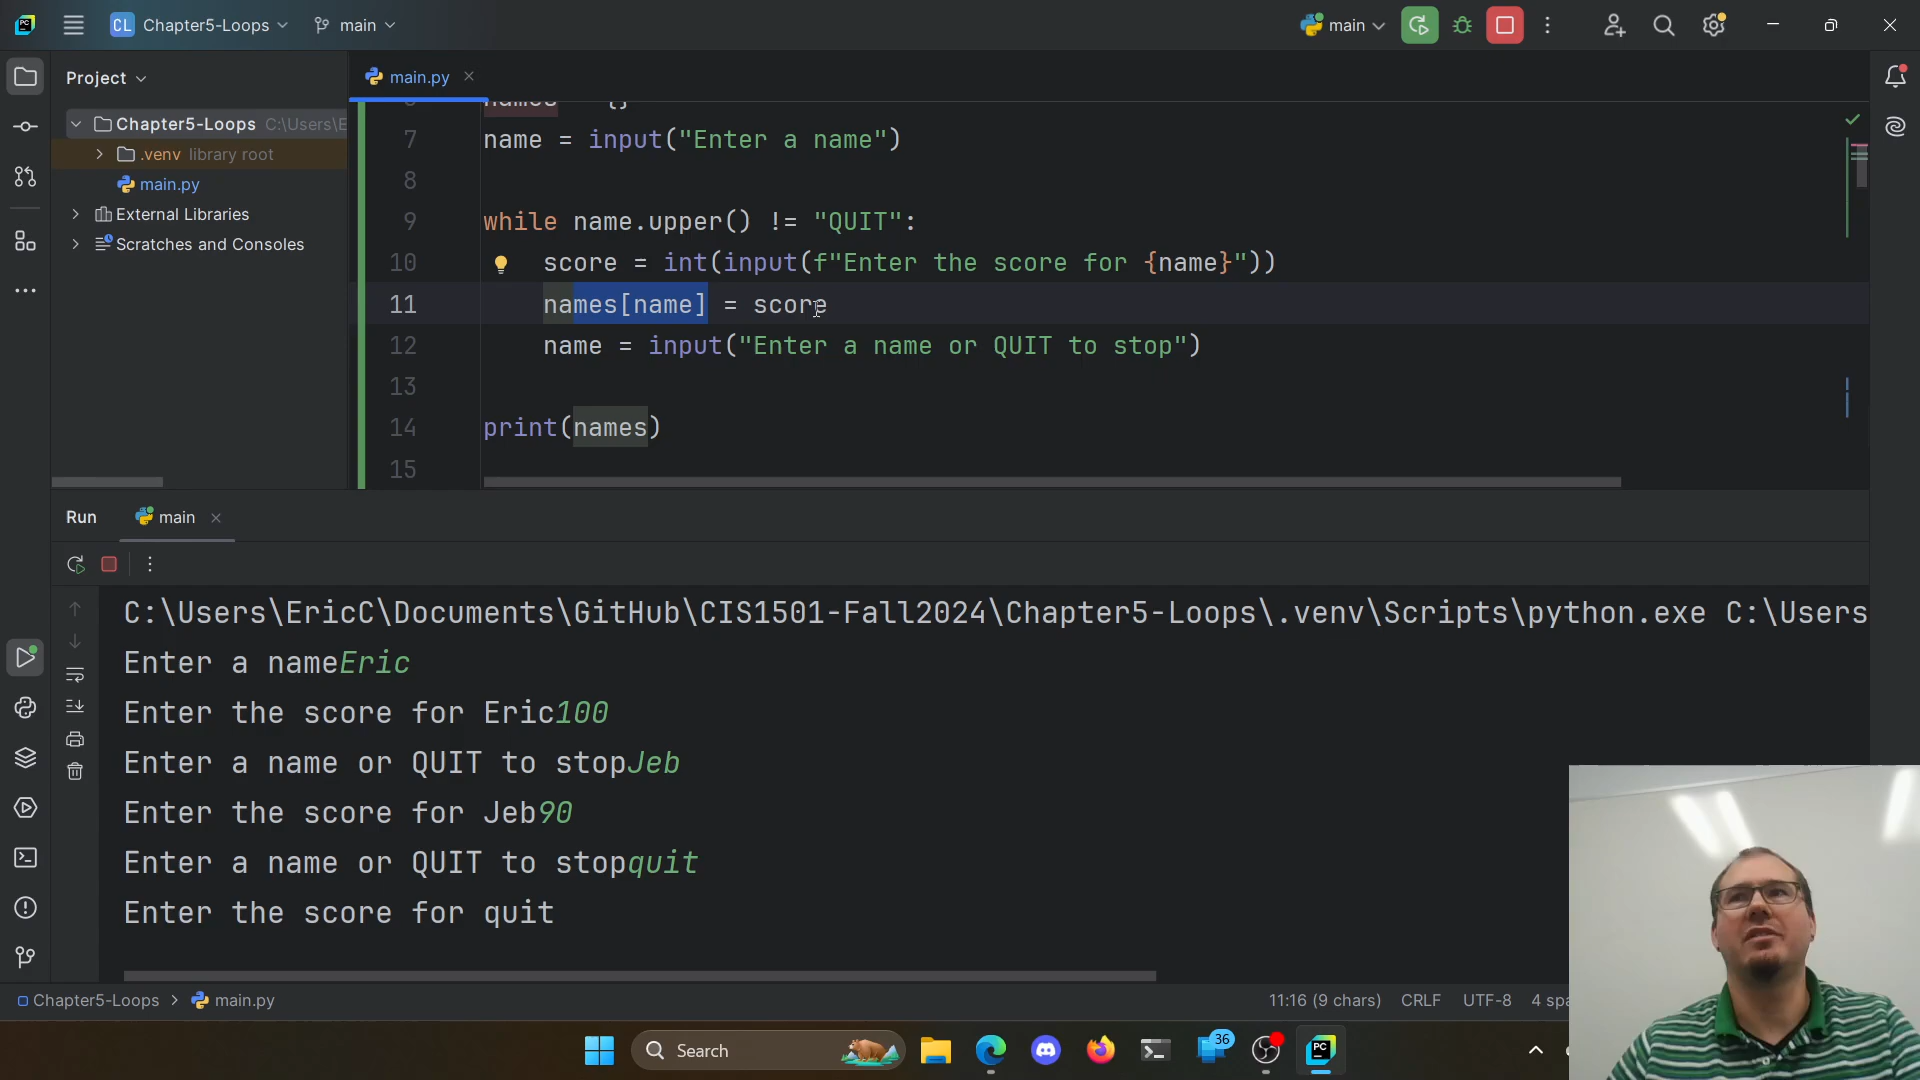 PC
CL Chapter5-Loops main
main
Project
main.py
Chapter5-Loops C:\Users\E
.venv library root
main.py
External Libraries
Scratches and Consoles
7 name = input("Enter a name")
8
9 while name.upper() != "QUIT":
10 score = int(input(f"Enter the score for {name}"))
11 names[name] = score
12 name = input("Enter a name or QUIT to stop")
13
14 print(names)
15
Run main
C:\Users\EricC\Documents\GitHub\CIS1501-Fall2024\Chapter5-Loops\.venv\Scripts\python.exe C:\Users
Enter a nameEric
Enter the score for Eric100
Enter a name or QUIT to stopJeb
Enter the score for Jeb90
Enter a name or QUIT to stopquit
Enter the score for quit
Chapter5-Loops > main.py
11:16 (9 chars) CRLF UTF-8 4
Search
36
PC